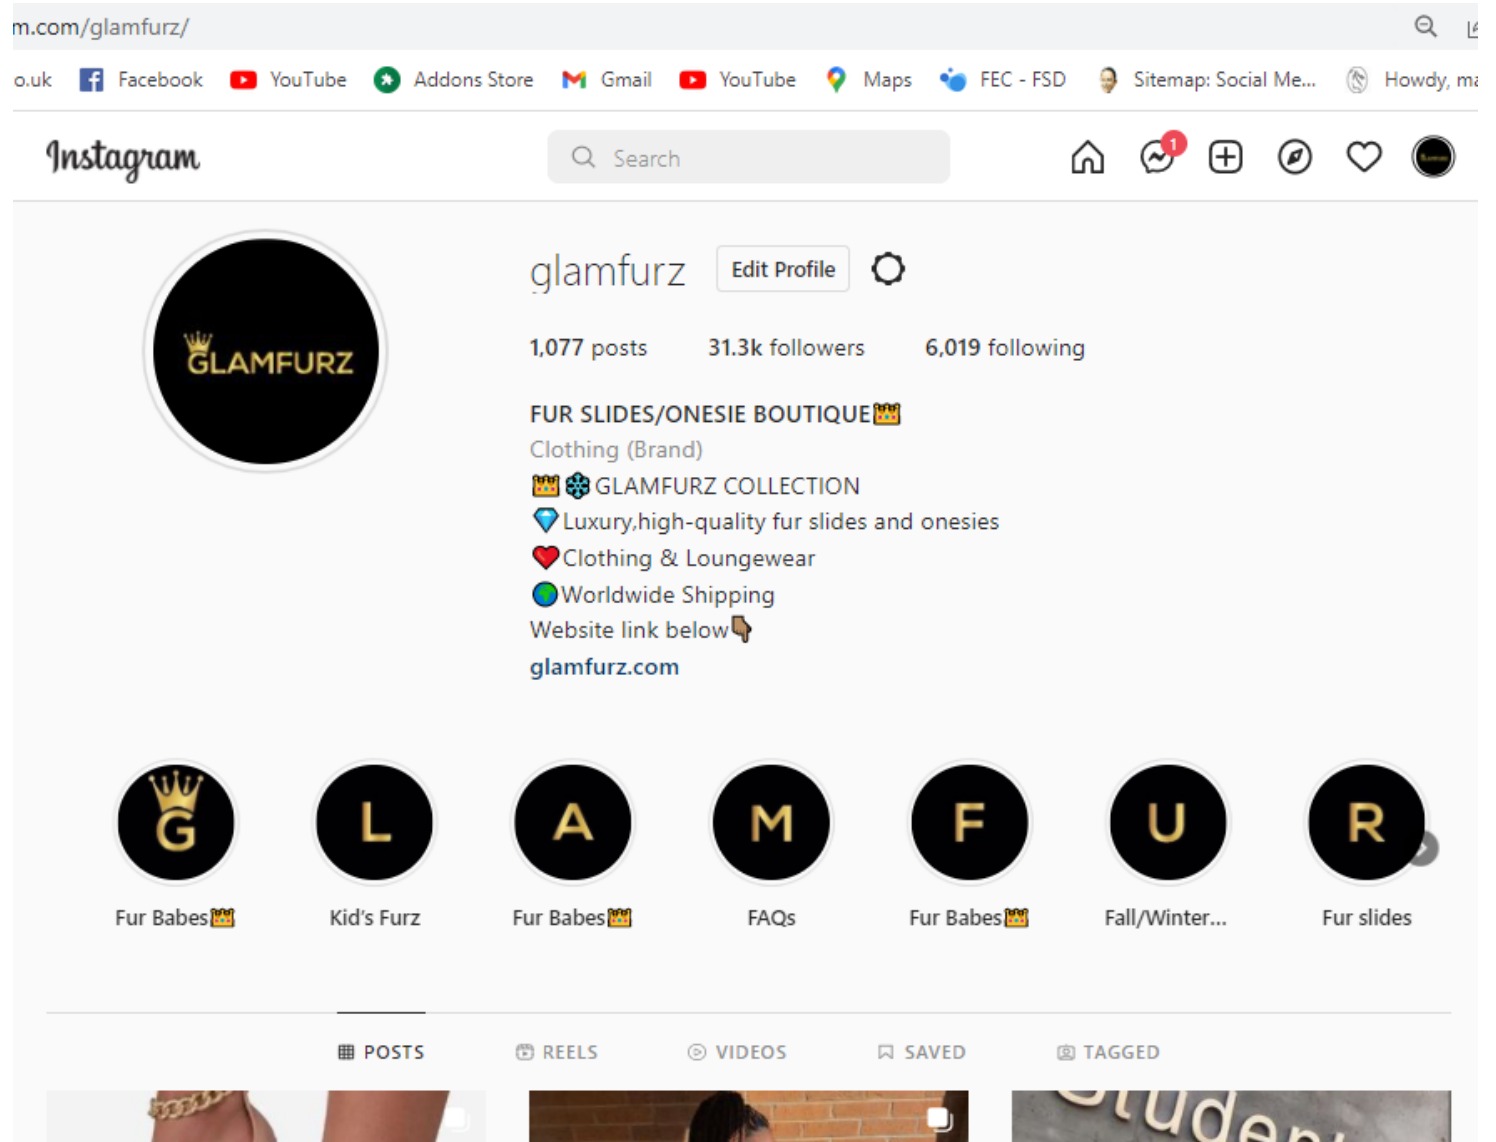 m.com/glamfurz/
o.uk Facebook YouTube Addons Store Gmail YouTube Maps FEC - FSD Sitemap: Social Me... Howdy, ma
Instagram Search 1
GLAMFURZ
glamfurz Edit Profile
1,077 posts 31.3k followers 6,019 following
FUR SLIDES/ONESIE BOUTIQUE👑
Clothing (Brand)
👑❄️GLAMFURZ COLLECTION
💎Luxury,high-quality fur slides and onesies
❤️Clothing & Loungewear
🌍Worldwide Shipping
Website link below👇🏾
glamfurz.com
G L A M F U R
Fur Babes👑 Kid's Furz Fur Babes👑 FAQs Fur Babes👑 Fall/Winter... Fur slides
POSTS REELS VIDEOS SAVED TAGGED